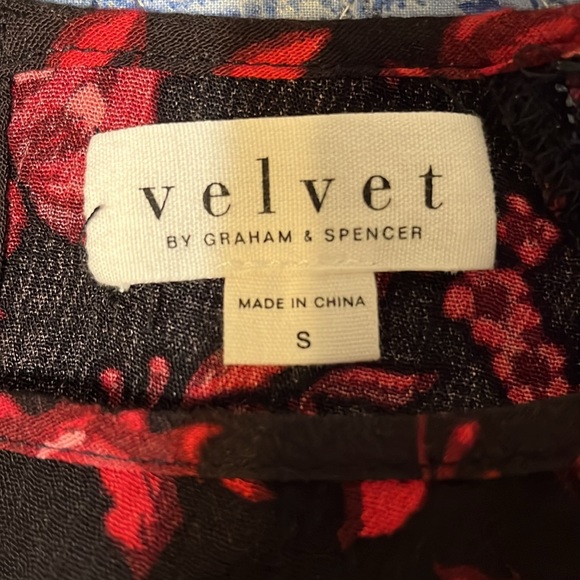 velvet
BY GRAHAM & SPENCER
MADE IN CHINA
S